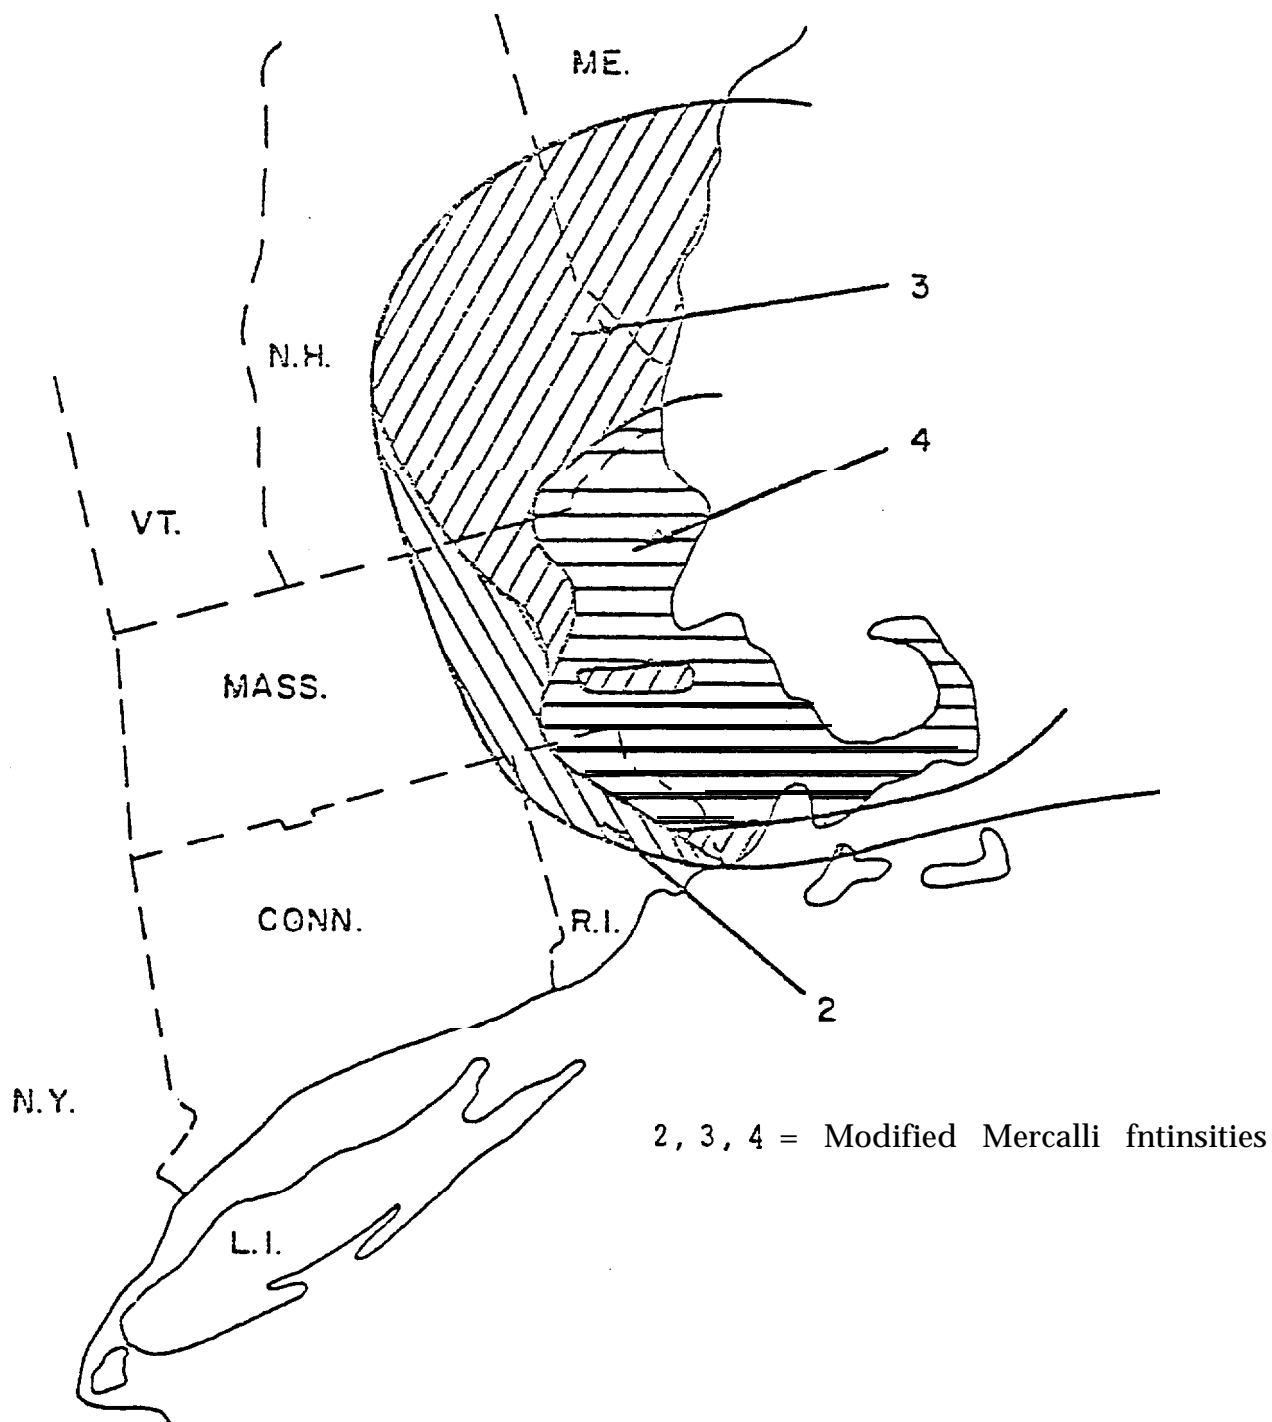 ME.
3
N.H.
4
VT.
MASS.
CONN.
R.I.
2
N.Y.
2, 3, 4 = Modified Mercalli fntinsities
L.I.